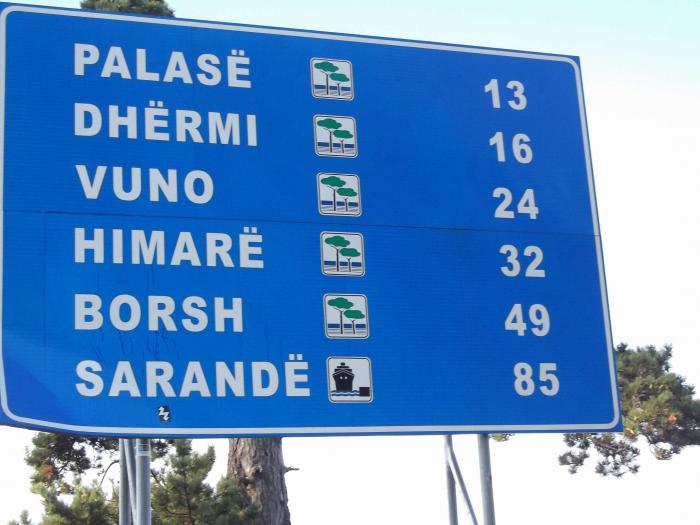 PALASË 13
DHËRMI 16
VUNO 24
HIMARË 32
BORSH 49
SARANDË 85